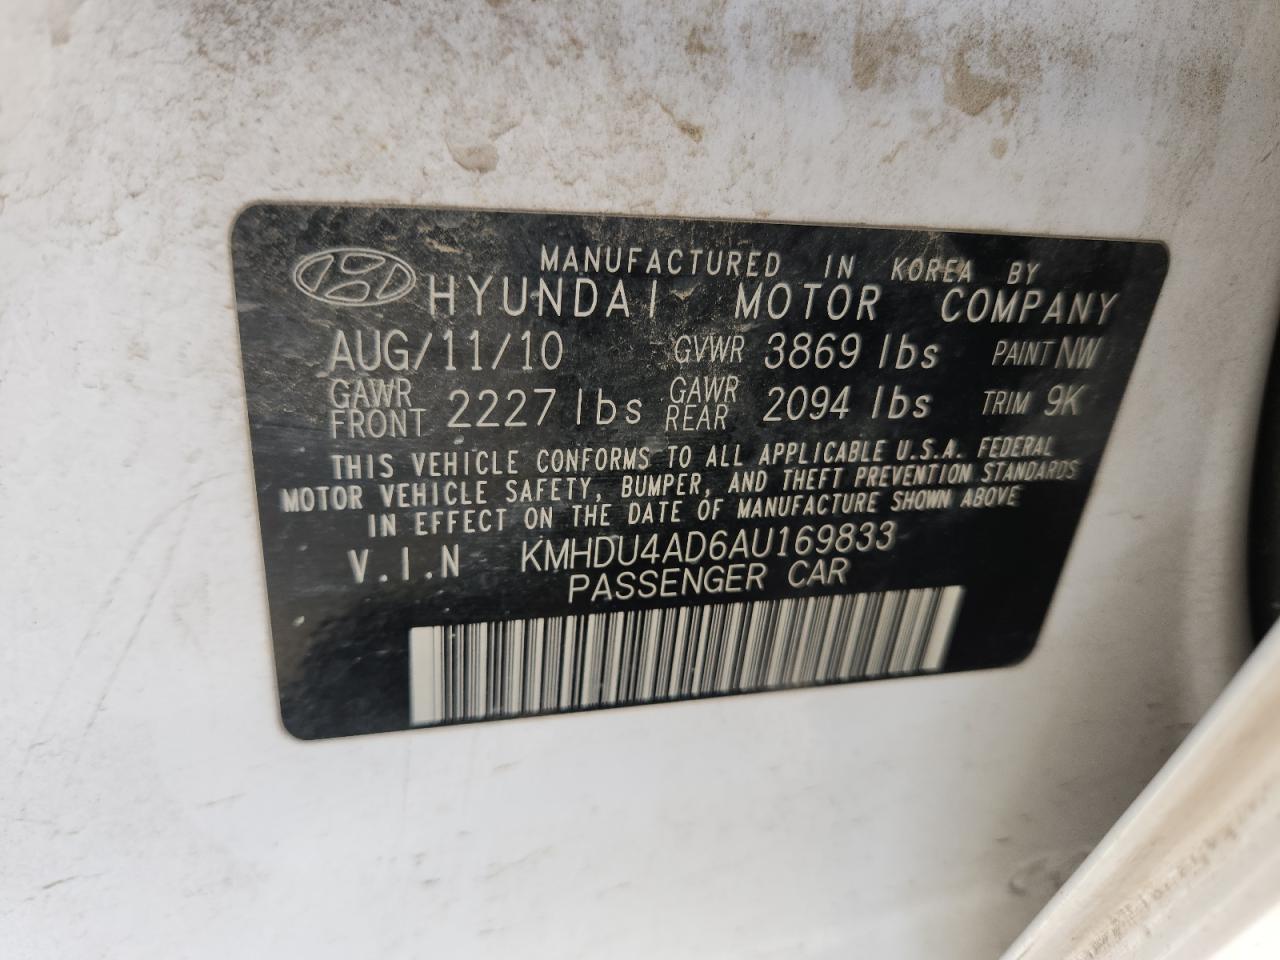 MANUFACTURED IN KOREA BY
HYUNDAI MOTOR COMPANY
AUG/11/10 GVWR 3869 lbs PAINT NW
GAWR FRONT 2227 lbs GAWR REAR 2094 lbs TRIM 9K
THIS VEHICLE CONFORMS TO ALL APPLICABLE U.S.A. FEDERAL
MOTOR VEHICLE SAFETY, BUMPER, AND THEFT PREVENTION STANDARDS
IN EFFECT ON THE DATE OF MANUFACTURE SHOWN ABOVE
V.I.N KMHDU4AD6AU169833
PASSENGER CAR